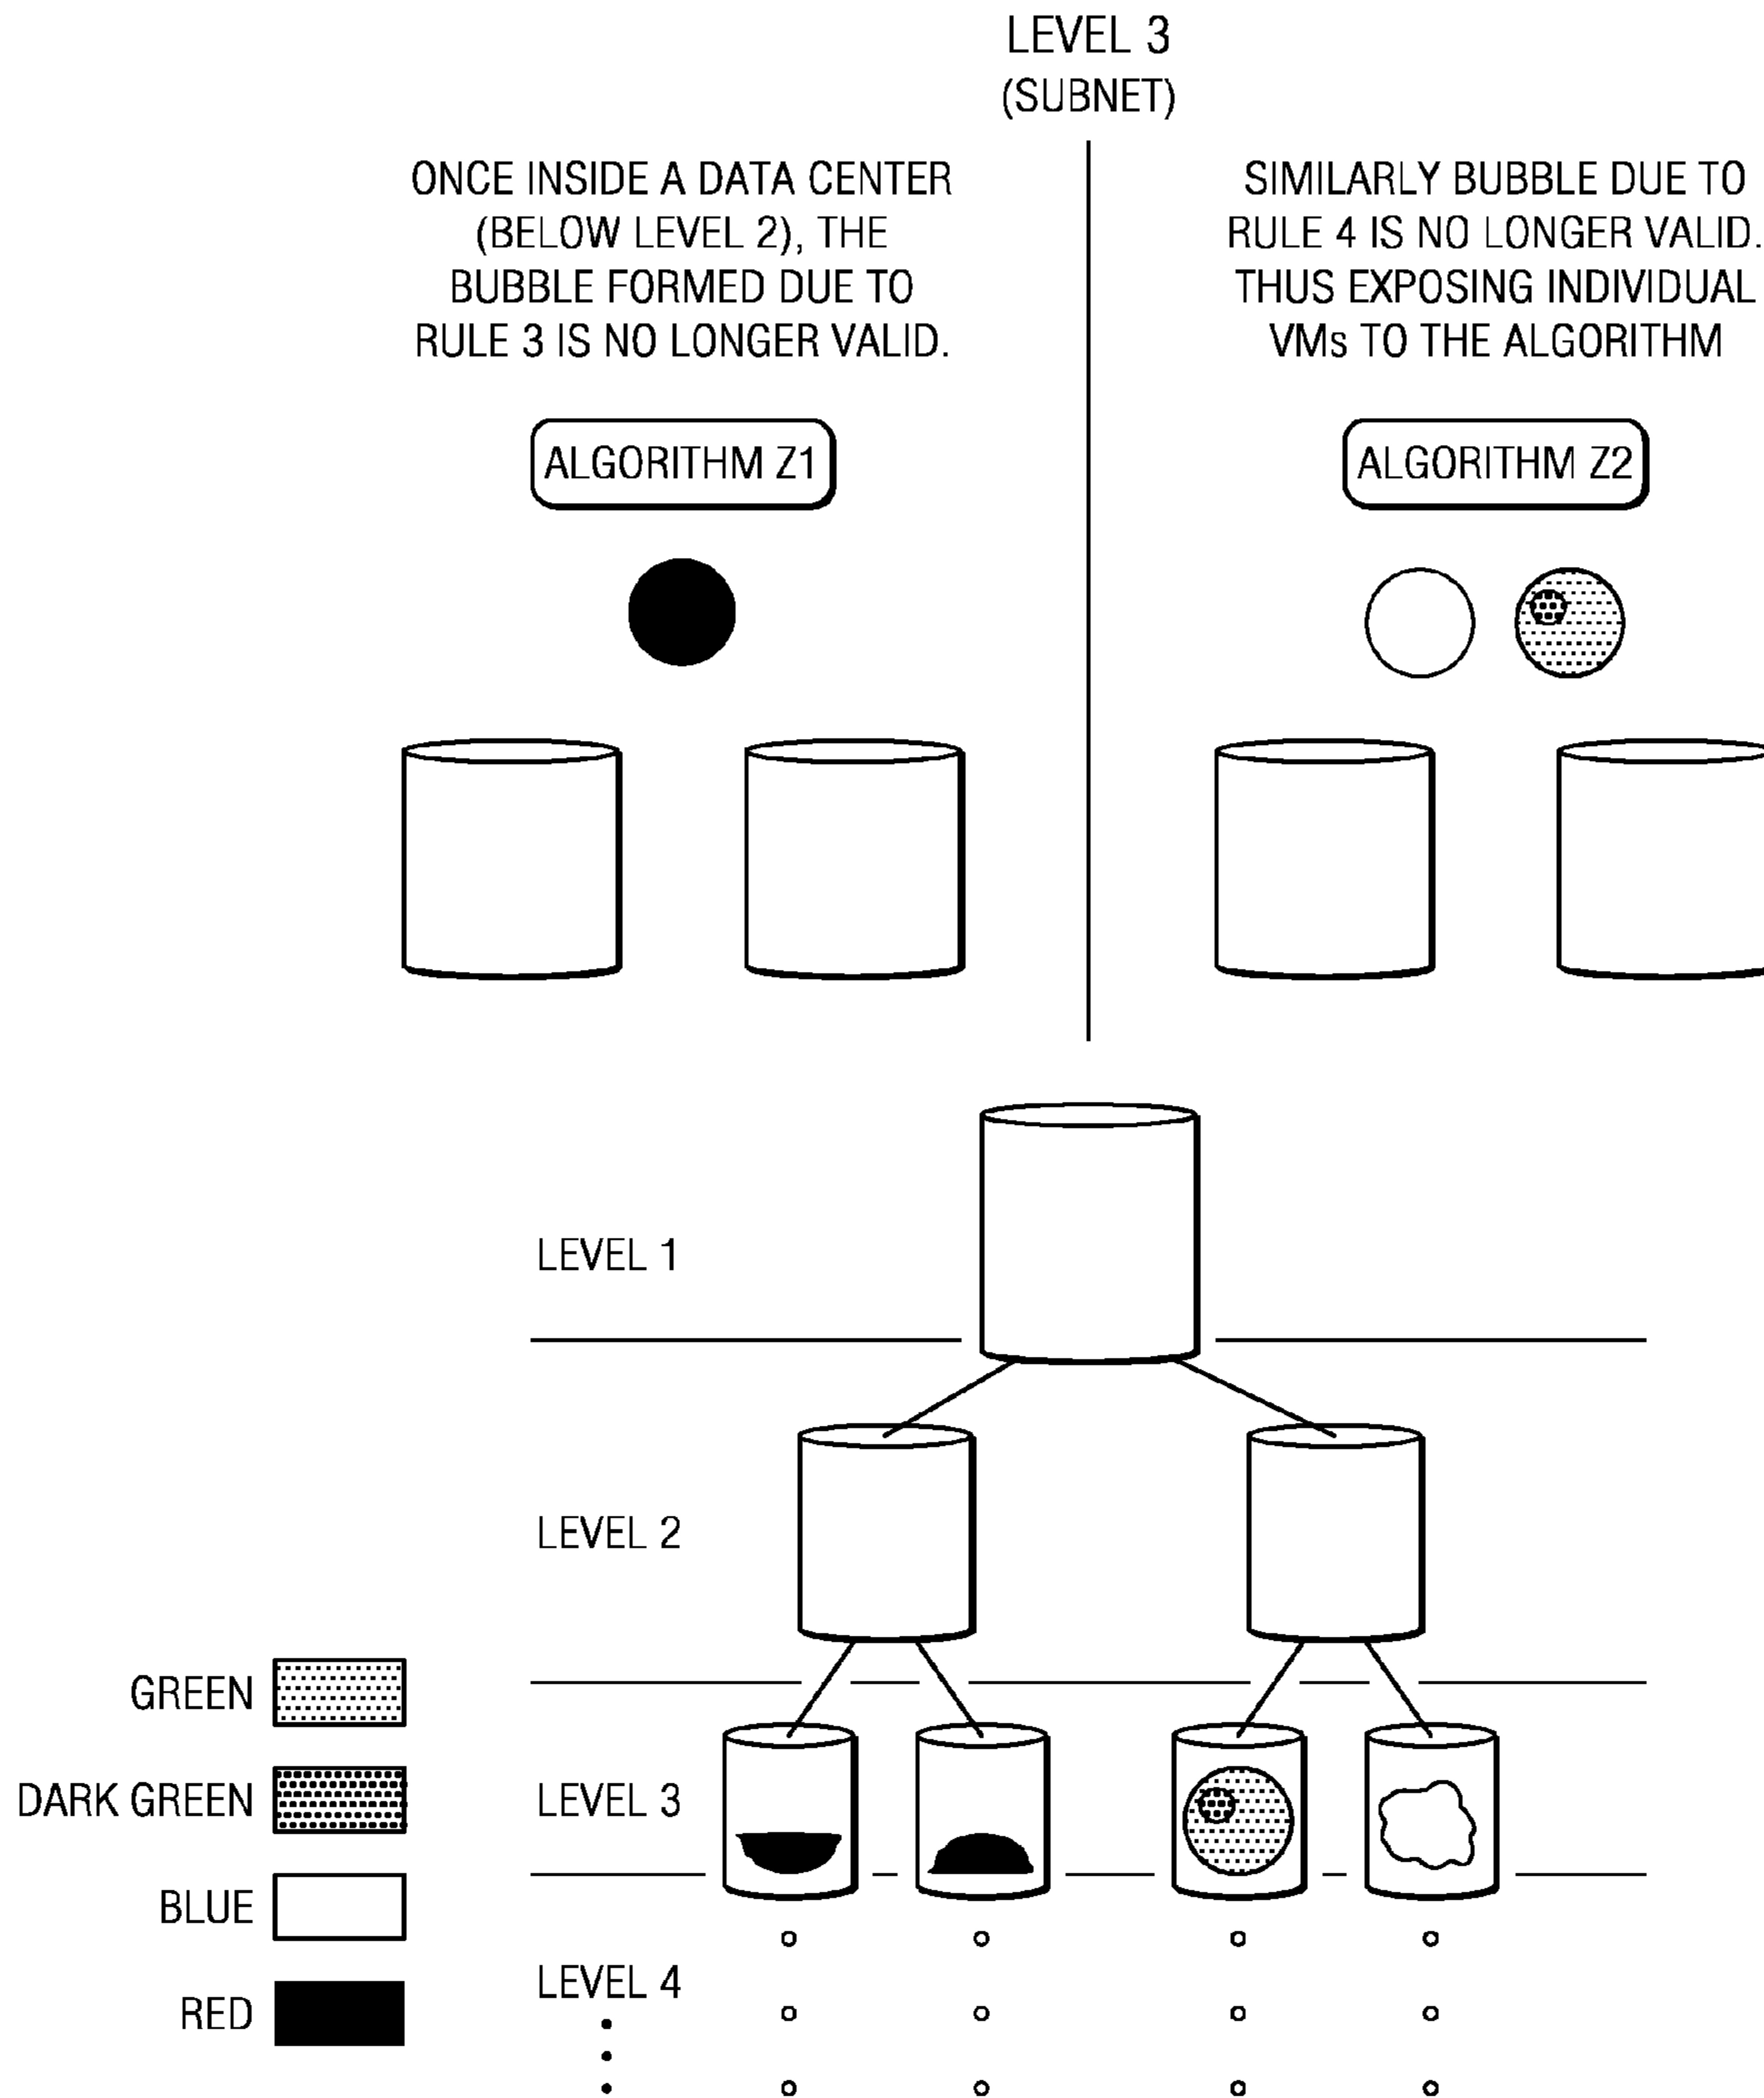 LEVEL 3
(SUBNET)
ONCE INSIDE A DATA CENTER
(BELOW LEVEL 2), THE
BUBBLE FORMED DUE TO
RULE 3 IS NO LONGER VALID.
SIMILARLY BUBBLE DUE TO
RULE 4 IS NO LONGER VALID.
THUS EXPOSING INDIVIDUAL
VMs TO THE ALGORITHM
ALGORITHM Z1
ALGORITHM Z2
LEVEL 1
LEVEL 2
LEVEL 3
LEVEL 4
GREEN
DARK GREEN
BLUE
RED